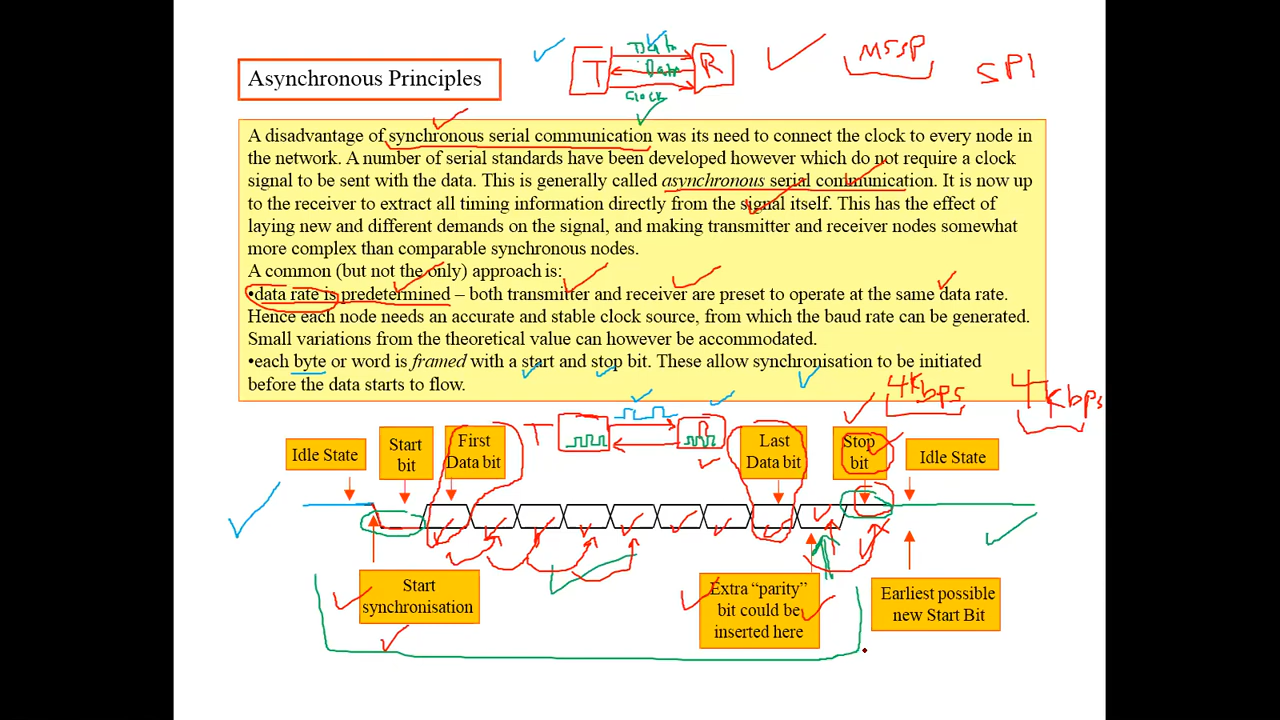 Data
T
Data
R
Clock
MSSP
SPI
Asynchronous Principles
A disadvantage of synchronous serial communication was its need to connect the clock to every node in
the network. A number of serial standards have been developed however which do not require a clock
signal to be sent with the data. This is generally called asynchronous serial communication. It is now up
to the receiver to extract all timing information directly from the signal itself. This has the effect of
laying new and different demands on the signal, and making transmitter and receiver nodes somewhat
more complex than comparable synchronous nodes.
A common (but not the only) approach is:
•data rate is predetermined – both transmitter and receiver are preset to operate at the same data rate.
Hence each node needs an accurate and stable clock source, from which the baud rate can be generated.
Small variations from the theoretical value can however be accommodated.
•each byte or word is framed with a start and stop bit. These allow synchronisation to be initiated
before the data starts to flow.
4Kbps
4Kbps
T
R
Idle State
Start
bit
First
Data bit
Last
Data bit
Stop
bit
Idle State
Start
synchronisation
Extra “parity”
bit could be
inserted here
Earliest possible
new Start Bit